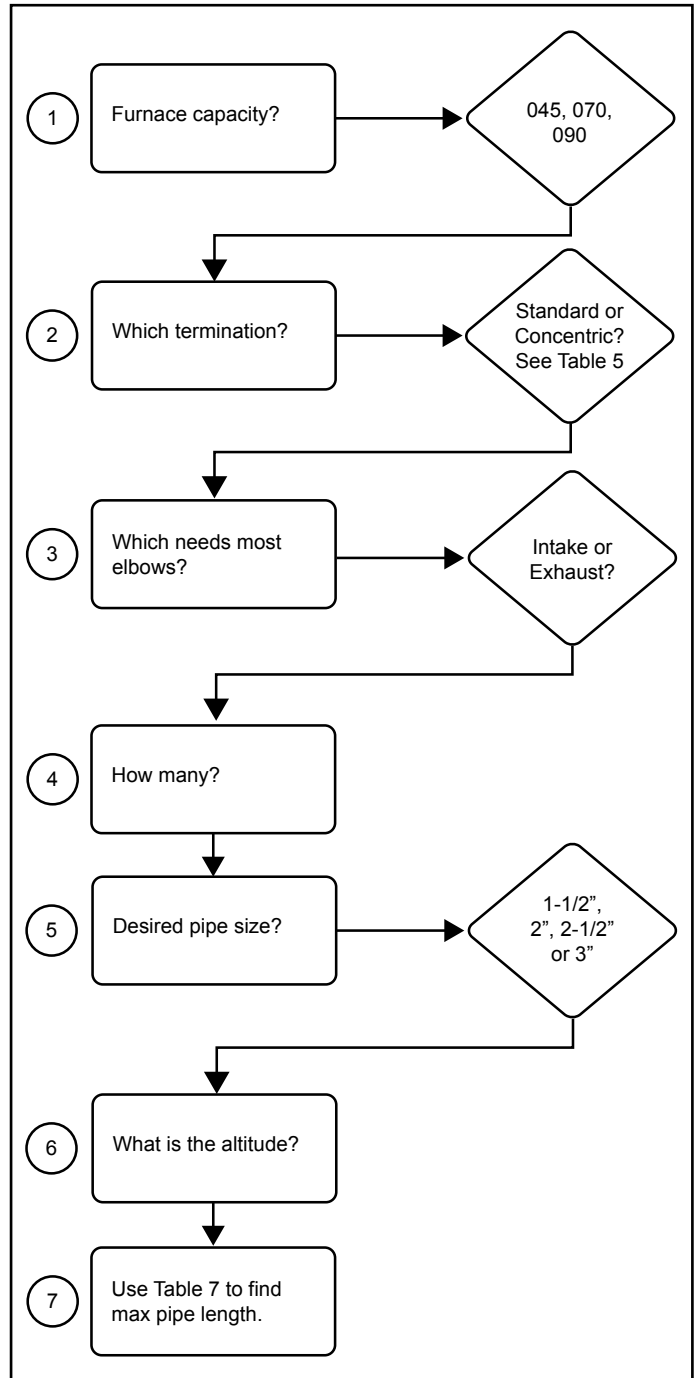 1
Furnace capacity?
045, 070,
090
2
Which termination?
Standard or
Concentric?
See Table 5
3
Which needs most
elbows?
Intake or
Exhaust?
4
How many?
5
Desired pipe size?
1-1/2”,
2”, 2-1/2”
or 3”
6
What is the altitude?
7
Use Table 7 to find
max pipe length.